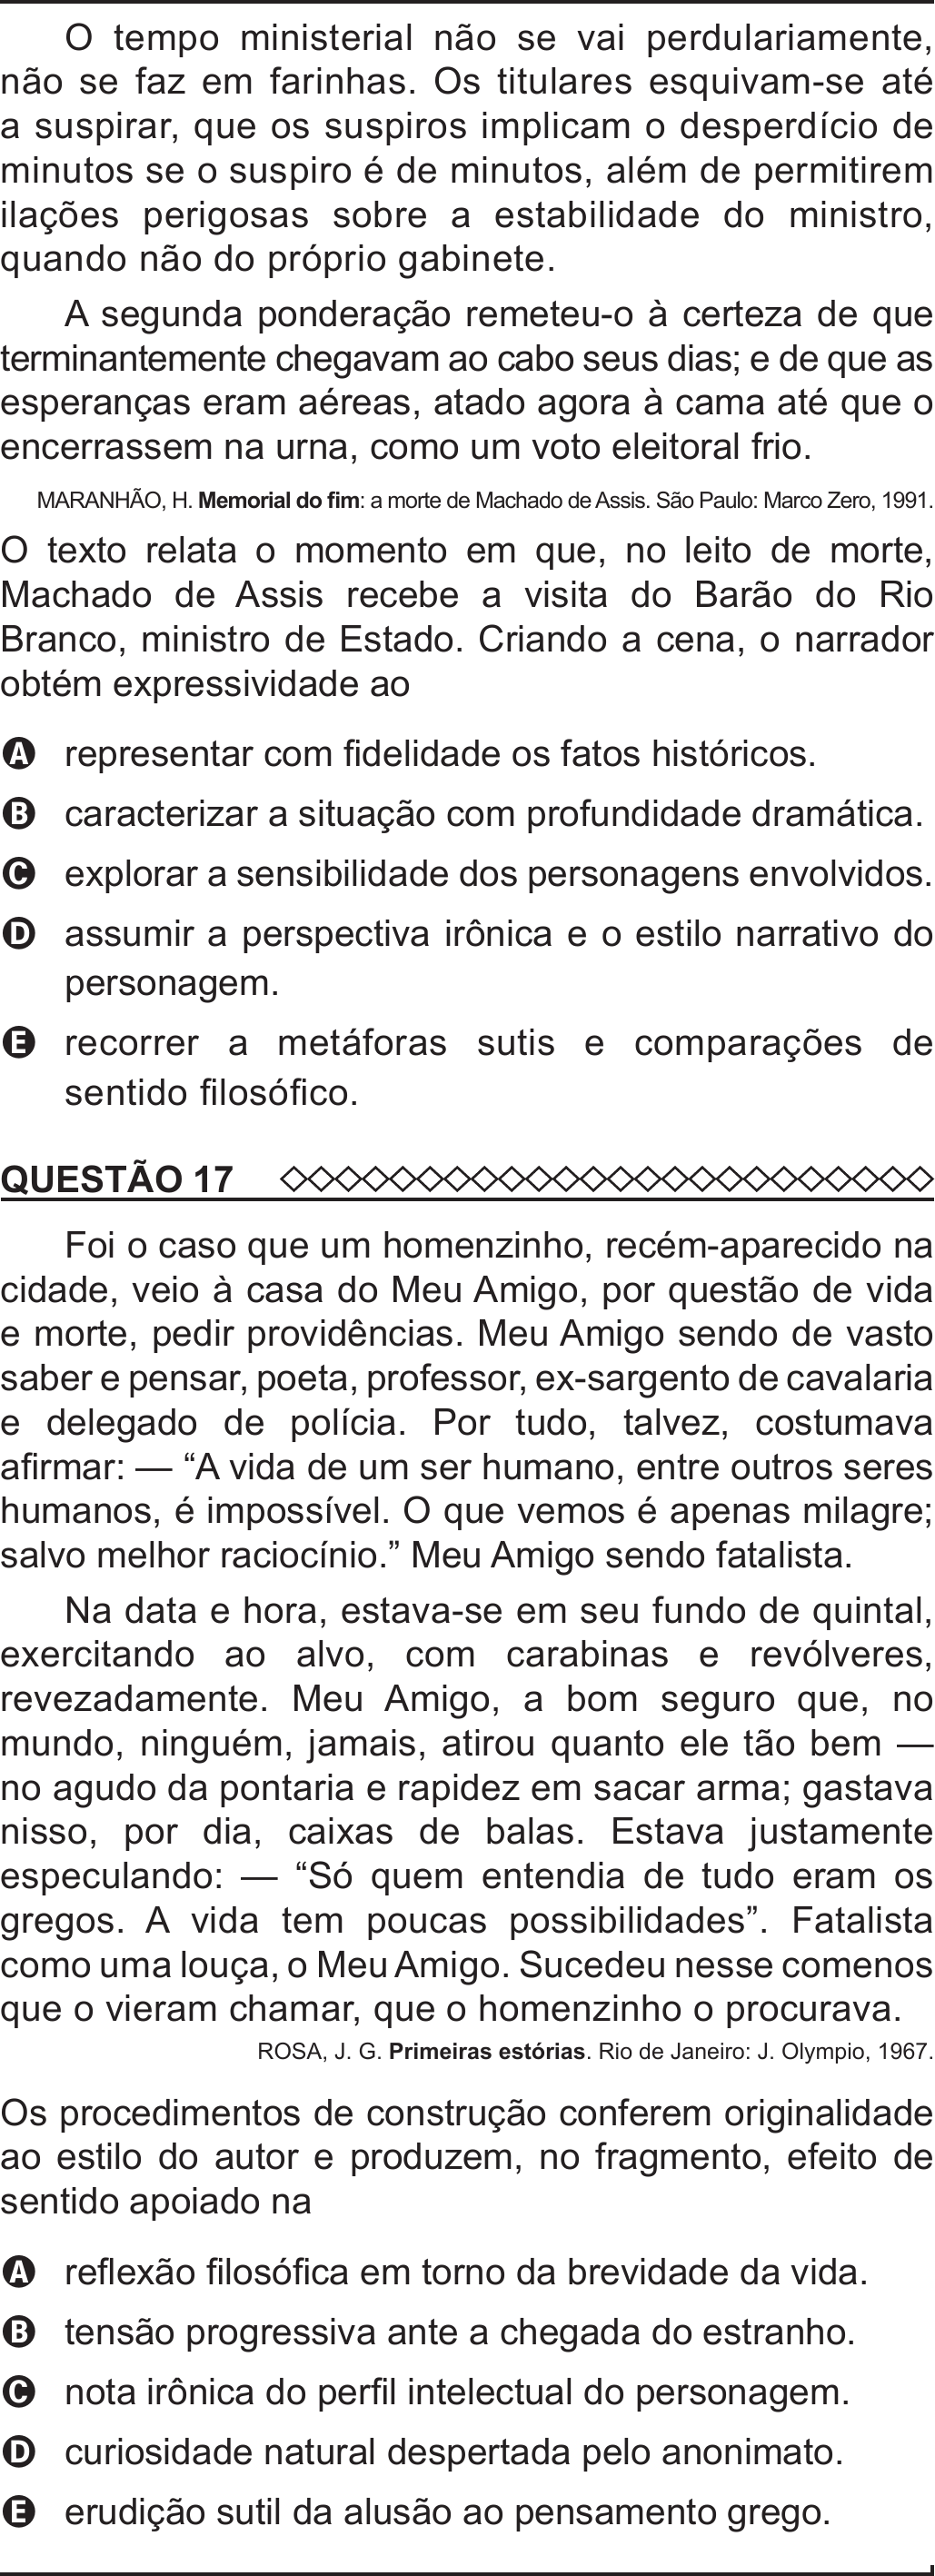 O tempo ministerial não se vai perdulariamente,
não se faz em farinhas. Os titulares esquivam-se até
a suspirar, que os suspiros implicam o desperdício de
minutos se o suspiro é de minutos, além de permitirem
ilações perigosas sobre a estabilidade do ministro,
quando não do próprio gabinete.
A segunda ponderação remeteu-o à certeza de que
terminantemente chegavam ao cabo seus dias; e de que as
esperanças eram aéreas, atado agora à cama até que o
encerrassem na urna, como um voto eleitoral frio.
MARANHÃO, H. Memorial do fim: a morte de Machado de Assis. São Paulo: Marco Zero, 1991.
O texto relata o momento em que, no leito de morte,
Machado de Assis recebe a visita do Barão do Rio
Branco, ministro de Estado. Criando a cena, o narrador
obtém expressividade ao
A representar com fidelidade os fatos históricos.
B caracterizar a situação com profundidade dramática.
C explorar a sensibilidade dos personagens envolvidos.
D assumir a perspectiva irônica e o estilo narrativo do
personagem.
E recorrer a metáforas sutis e comparações de
sentido filosófico.
QUESTÃO 17
Foi o caso que um homenzinho, recém-aparecido na
cidade, veio à casa do Meu Amigo, por questão de vida
e morte, pedir providências. Meu Amigo sendo de vasto
saber e pensar, poeta, professor, ex-sargento de cavalaria
e delegado de polícia. Por tudo, talvez, costumava
afirmar: — “A vida de um ser humano, entre outros seres
humanos, é impossível. O que vemos é apenas milagre;
salvo melhor raciocínio.” Meu Amigo sendo fatalista.
Na data e hora, estava-se em seu fundo de quintal,
exercitando ao alvo, com carabinas e revólveres,
revezadamente. Meu Amigo, a bom seguro que, no
mundo, ninguém, jamais, atirou quanto ele tão bem —
no agudo da pontaria e rapidez em sacar arma; gastava
nisso, por dia, caixas de balas. Estava justamente
especulando: — “Só quem entendia de tudo eram os
gregos. A vida tem poucas possibilidades”. Fatalista
como uma louça, o Meu Amigo. Sucedeu nesse comenos
que o vieram chamar, que o homenzinho o procurava.
ROSA, J. G. Primeiras estórias. Rio de Janeiro: J. Olympio, 1967.
Os procedimentos de construção conferem originalidade
ao estilo do autor e produzem, no fragmento, efeito de
sentido apoiado na
A reflexão filosófica em torno da brevidade da vida.
B tensão progressiva ante a chegada do estranho.
C nota irônica do perfil intelectual do personagem.
D curiosidade natural despertada pelo anonimato.
E erudição sutil da alusão ao pensamento grego.